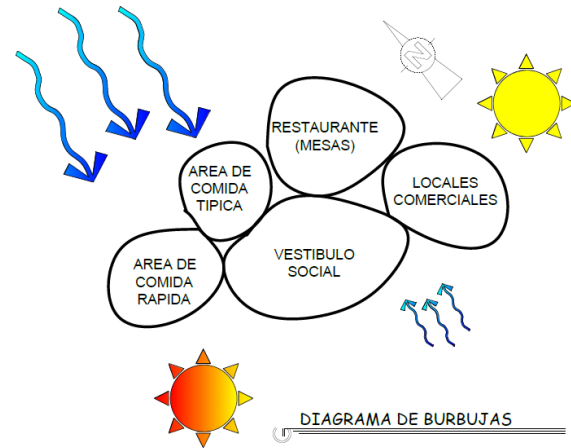 N
RESTAURANTE
(MESAS)
AREA DE
COMIDA
TIPICA
LOCALES
COMERCIALES
VESTIBULO
SOCIAL
AREA DE
COMIDA
RAPIDA
DIAGRAMA DE BURBUJAS